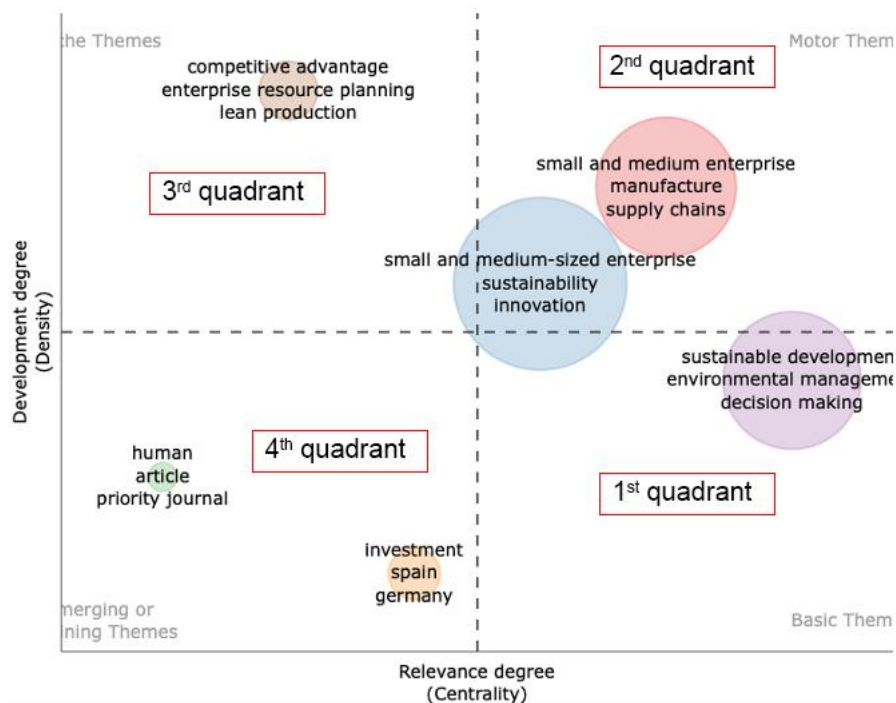 che Themes
Motor Them
competitive advantage
enterprise resource planning
lean production
2nd quadrant
3rd quadrant
small and medium enterprise
manufacture
supply chains
small and medium-sized enterprise
sustainability
innovation
Development degree
(Density)
sustainable developmen
environmental manageme
decision making
4th quadrant
human
article
priority journal
1st quadrant
investment
spain
germany
merging or
ining Themes
Basic Them
Relevance degree
(Centrality)